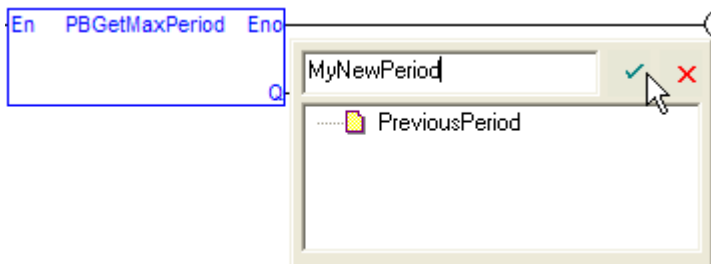 En PBGetMaxPeriod Eno
MyNewPeriod
Q
PreviousPeriod